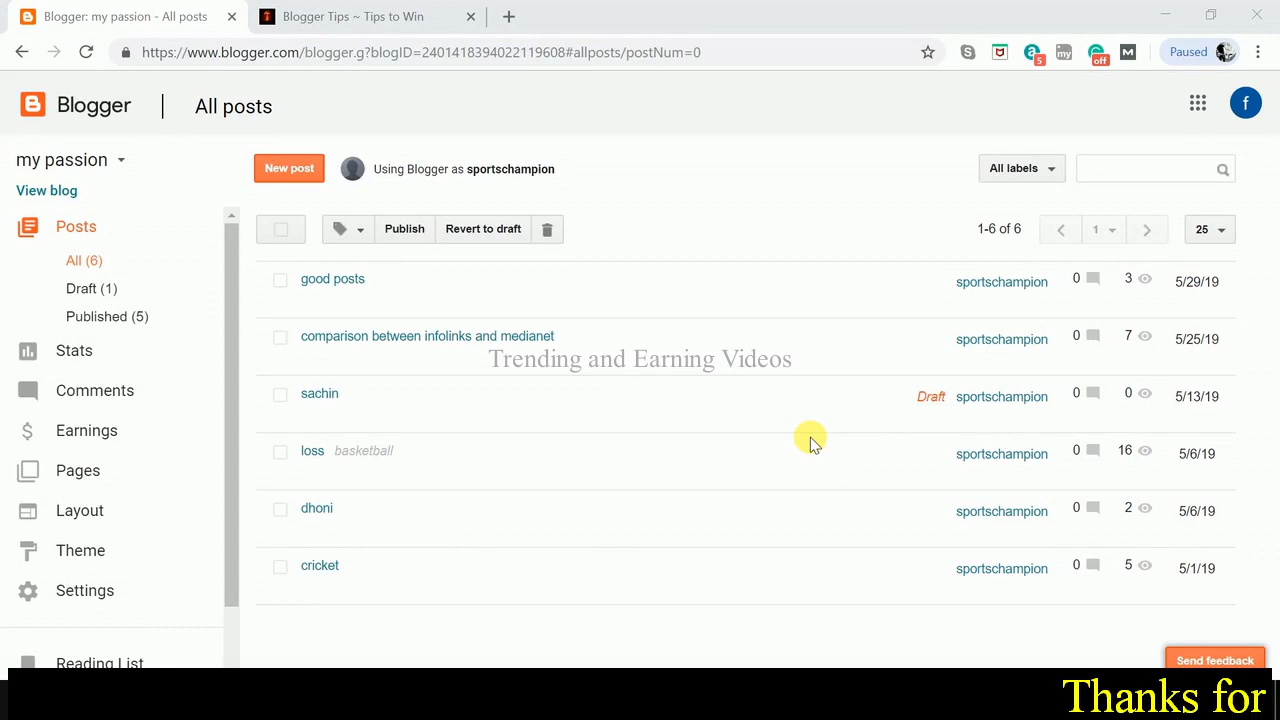 Blogger: my passion - All posts
Blogger Tips ~ Tips to Win
https://www.blogger.com/blogger.g?blogID=2401418394022119608#allposts/postNum=0
5
my
off
M
Paused
Blogger
All posts
f
my passion
View blog
New post
Using Blogger as sportschampion
All labels
Posts
All (6)
Draft (1)
Published (5)
Stats
Comments
Earnings
Pages
Layout
Theme
Settings
Reading List
Publish
Revert to draft
1-6 of 6
1
25
good posts sportschampion 0 3 5/29/19
comparison between infolinks and medianet sportschampion 0 7 5/25/19
Trending and Earning Videos
sachin Draft sportschampion 0 0 5/13/19
loss basketball sportschampion 0 16 5/6/19
dhoni sportschampion 0 2 5/6/19
cricket sportschampion 0 5 5/1/19
Send feedback
Thanks for